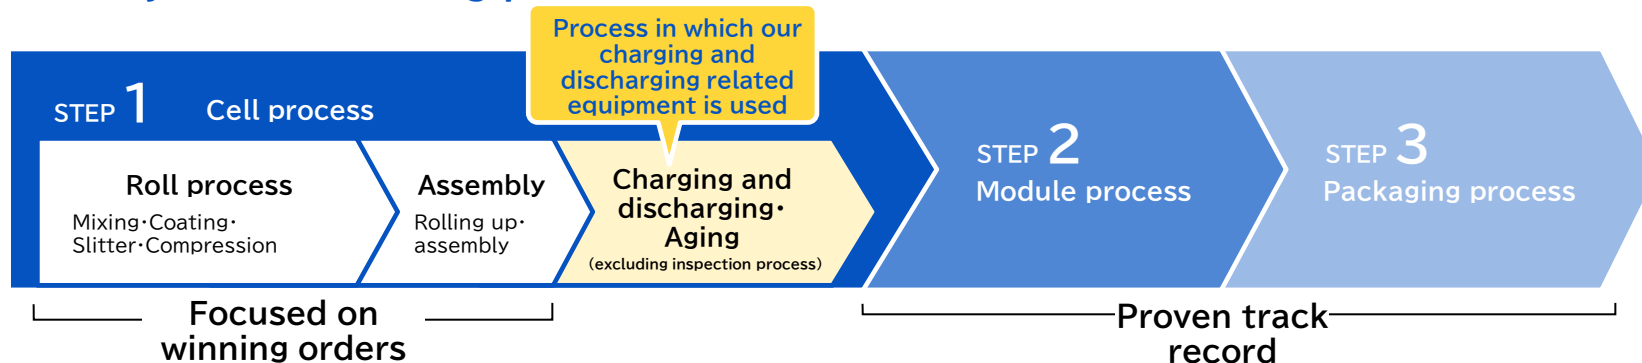 Process in which our
charging and
discharging related
equipment is used
STEP 1 Cell process
Roll process
Mixing・Coating・
Slitter・Compression
Assembly
Rolling up・
assembly
Charging and
discharging・
Aging
(excluding inspection process)
STEP 2
Module process
STEP 3
Packaging process
Focused on
winning orders
Proven track
record